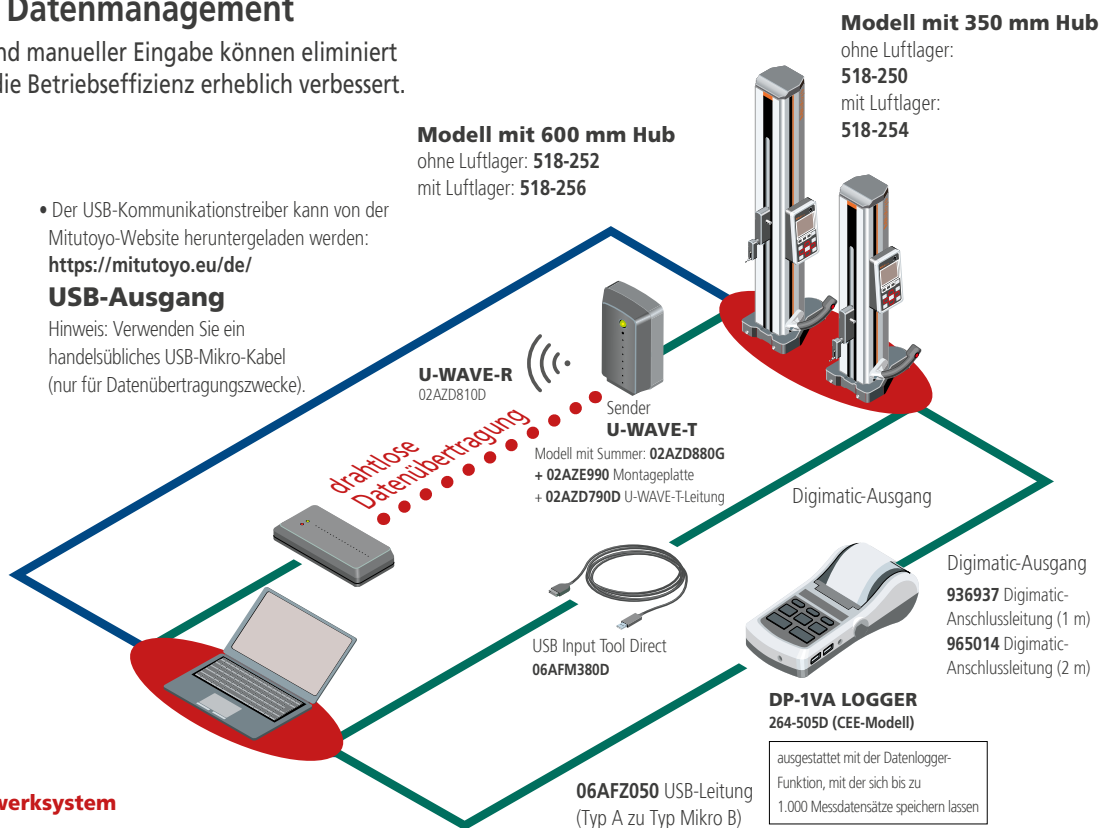 Datenmanagement
nd manueller Eingabe können eliminiert
die Betriebseffizienz erheblich verbessert.
Modell mit 350 mm Hub
ohne Luftlager:
518-250
mit Luftlager:
518-254
Modell mit 600 mm Hub
ohne Luftlager: 518-252
mit Luftlager: 518-256
• Der USB-Kommunikationstreiber kann von der
Mitutoyo-Website heruntergeladen werden:
https://mitutoyo.eu/de/
USB-Ausgang
Hinweis: Verwenden Sie ein
handelsübliches USB-Mikro-Kabel
(nur für Datenübertragungszwecke).
U-WAVE-R
02AZD810D
drahtlose
Datenübertragung
Sender
U-WAVE-T
Modell mit Summer: 02AZD880G
+ 02AZE990 Montageplatte
+ 02AZD790D U-WAVE-T-Leitung
Digimatic-Ausgang
USB Input Tool Direct
06AFM380D
Digimatic-Ausgang
936937 Digimatic-
Anschlussleitung (1 m)
965014 Digimatic-
Anschlussleitung (2 m)
DP-1VA LOGGER
264-505D (CEE-Modell)
ausgestattet mit der Datenlogger-
Funktion, mit der sich bis zu
1.000 Messdatensätze speichern lassen
06AFZ050 USB-Leitung
(Typ A zu Typ Mikro B)
werksystem